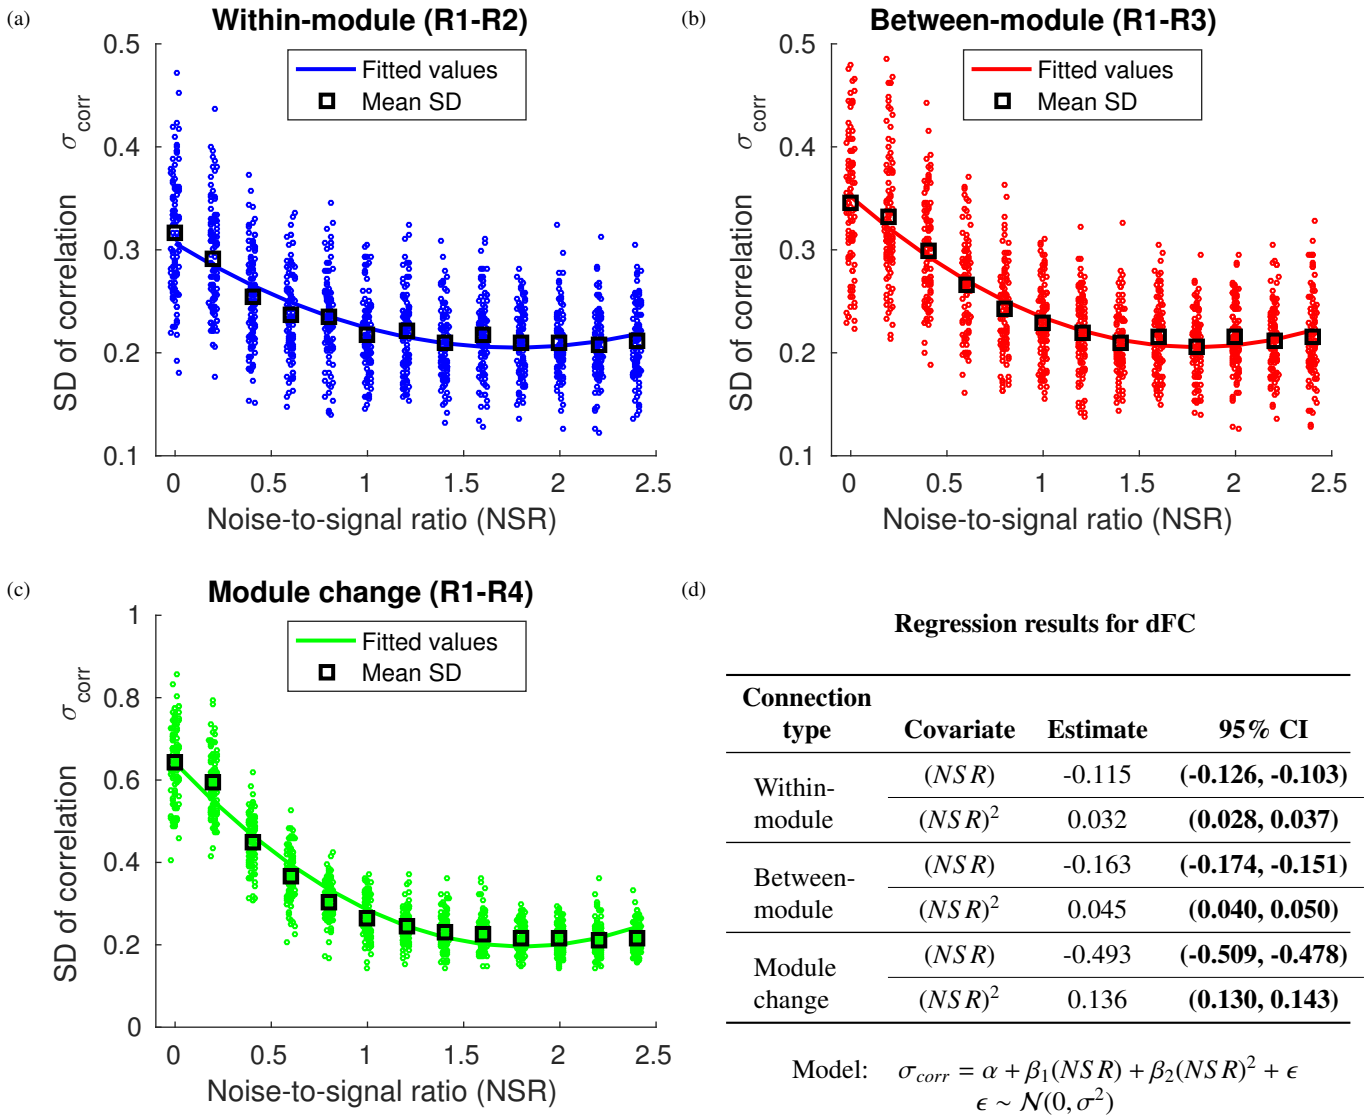 (a)
Within-module (R1-R2)
0.5
0.4
0.3
0.2
0.1
SD of correlation σcorr
Fitted values
Mean SD
0 0.5 1 1.5 2 2.5
Noise-to-signal ratio (NSR)
(b)
Between-module (R1-R3)
0.5
0.4
0.3
0.2
0.1
SD of correlation σcorr
Fitted values
Mean SD
0 0.5 1 1.5 2 2.5
Noise-to-signal ratio (NSR)
(c)
Module change (R1-R4)
1
0.8
0.6
0.4
0.2
0
SD of correlation σcorr
Fitted values
Mean SD
0 0.5 1 1.5 2 2.5
Noise-to-signal ratio (NSR)
(d)
Regression results for dFC
Connection
type Covariate Estimate 95% CI
Within-
module
(NSR) -0.115 (-0.126, -0.103)
(NSR)² 0.032 (0.028, 0.037)
Between-
module
(NSR) -0.163 (-0.174, -0.151)
(NSR)² 0.045 (0.040, 0.050)
Module
change
(NSR) -0.493 (-0.509, -0.478)
(NSR)² 0.136 (0.130, 0.143)
Model: σcorr = α + β₁(NSR) + β₂(NSR)² + ϵ
ϵ ∼ N(0, σ²)